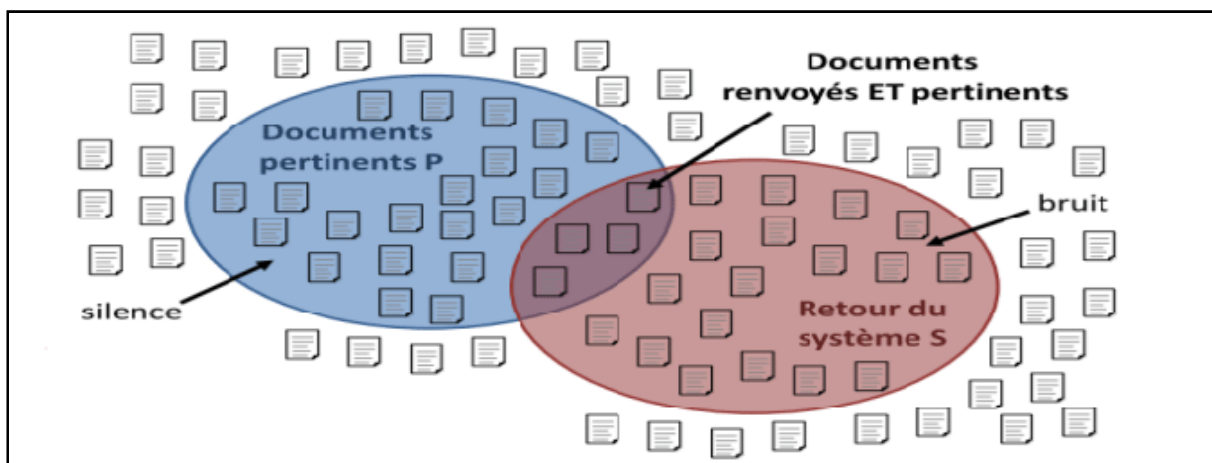 Documents
renvoyés ET pertinents
Documents
pertinents P
bruit
silence
Retour du
système S